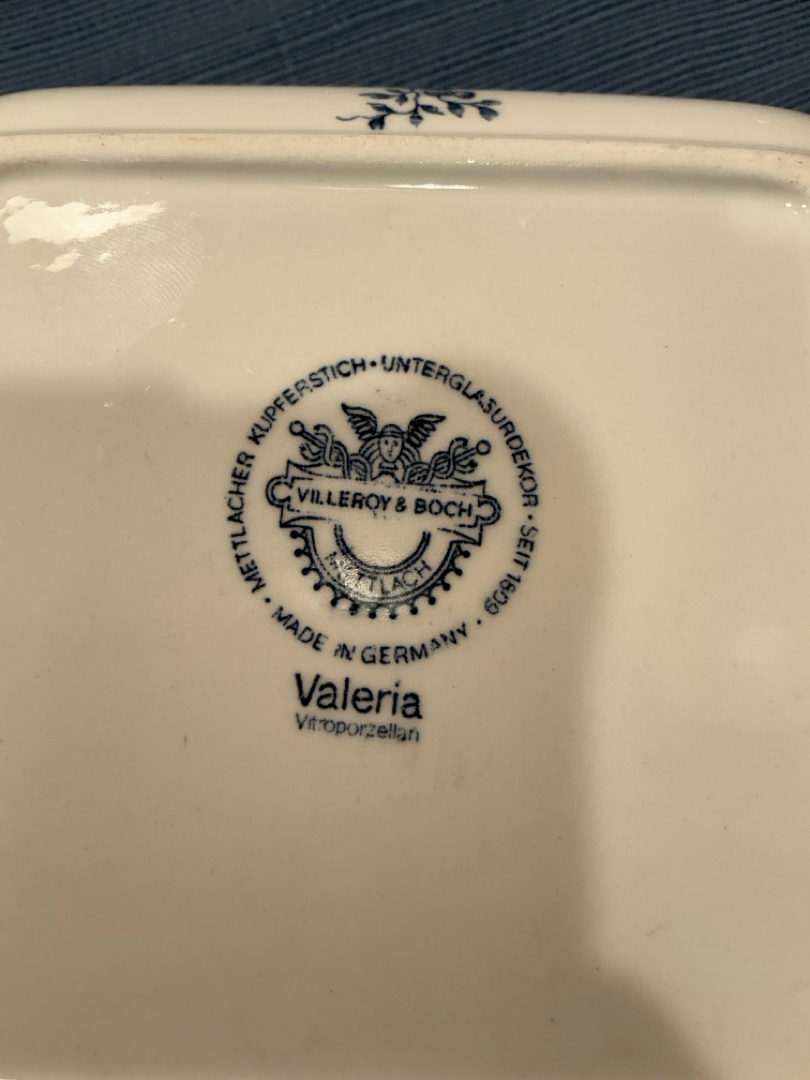 METTLACHER KUPFERSTICH • UNTERGLASURDEKOR • SEIT 1809 •
VILLEROY & BOCH
METTLACH
MADE IN GERMANY •
Valeria
Vitroporzellan